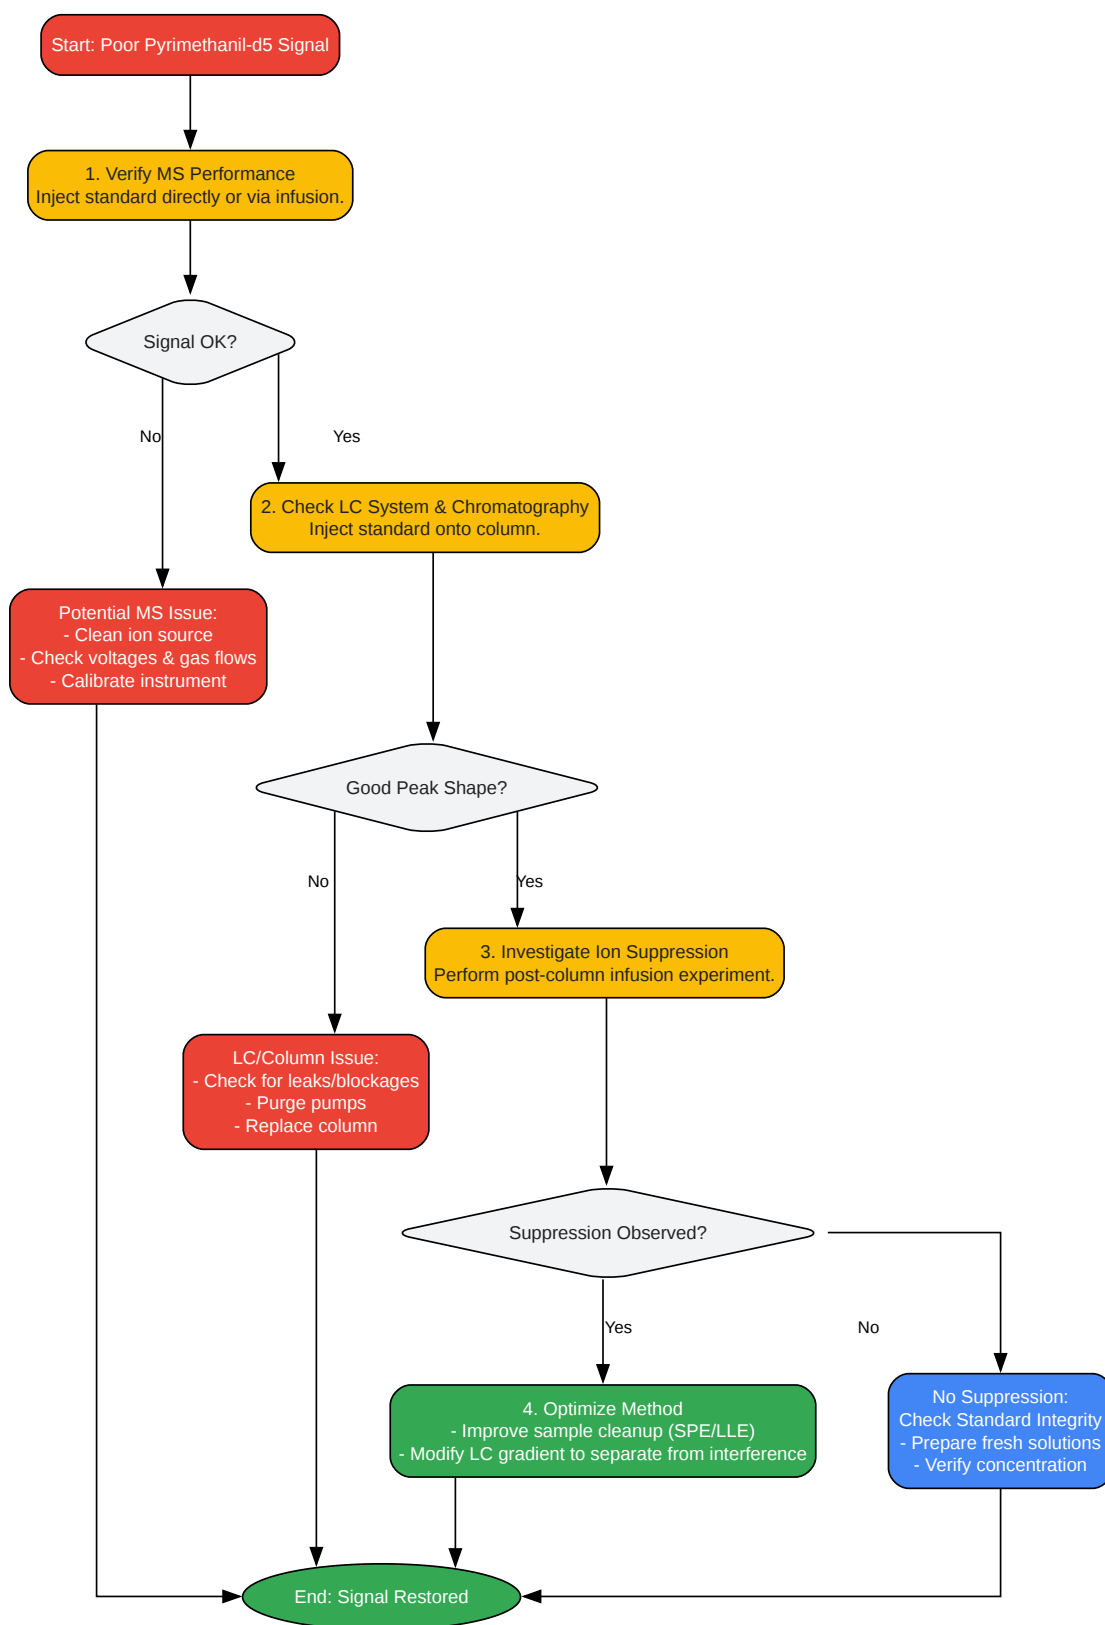 Start: Poor Pyrimethanil-d5 Signal
1. Verify MS Performance
Inject standard directly or via infusion.
Signal OK?
No
Yes
2. Check LC System & Chromatography
Inject standard onto column.
Potential MS Issue:
- Clean ion source
- Check voltages & gas flows
- Calibrate instrument
Good Peak Shape?
No
Yes
3. Investigate Ion Suppression
Perform post-column infusion experiment.
LC/Column Issue:
- Check for leaks/blockages
- Purge pumps
- Replace column
Suppression Observed?
Yes
No
4. Optimize Method
- Improve sample cleanup (SPE/LLE)
- Modify LC gradient to separate from interference
No Suppression:
Check Standard Integrity
- Prepare fresh solutions
- Verify concentration
End: Signal Restored